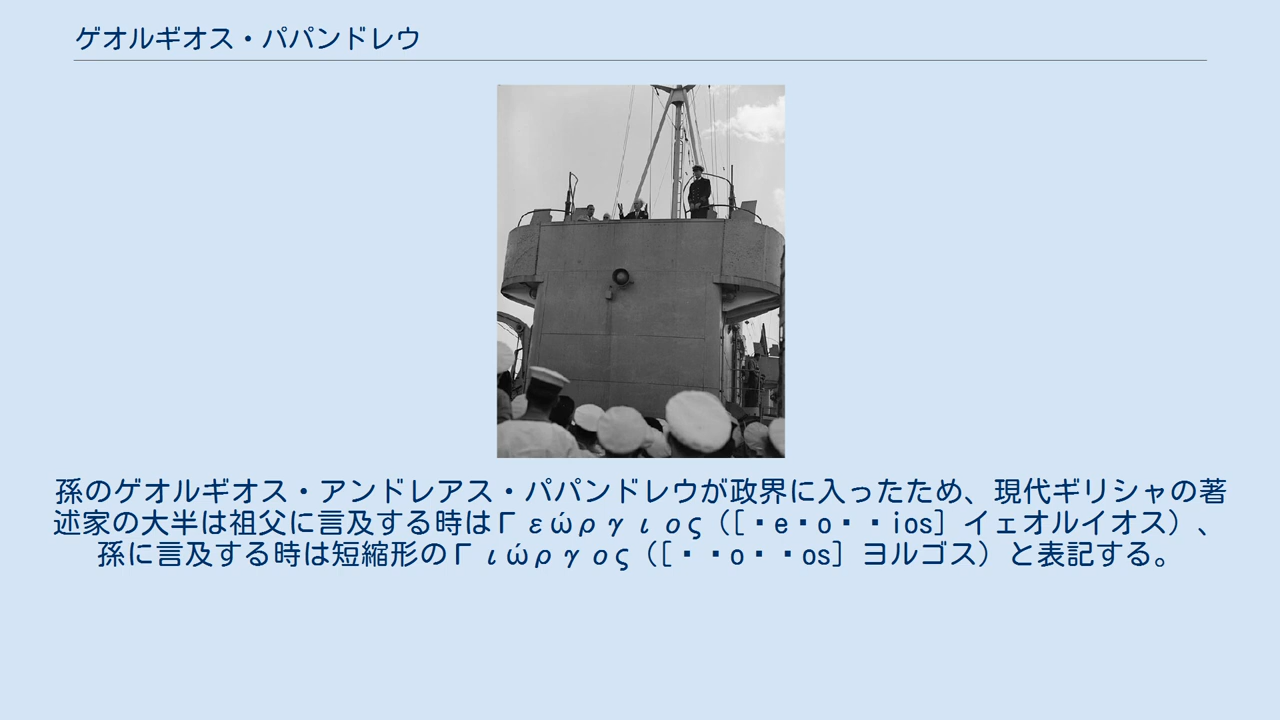 ゲオルギオス・パパンドレウ
孫のゲオルギオス・アンドレアス・パパンドレウが政界に入ったため、現代ギリシャの著
述家の大半は祖父に言及する時はΓεώργιος（[▪e▪o▪▪ios] イェオルイオス）、
孫に言及する時は短縮形のΓιώργος（[▪▪o▪▪os] ヨルゴス）と表記する。